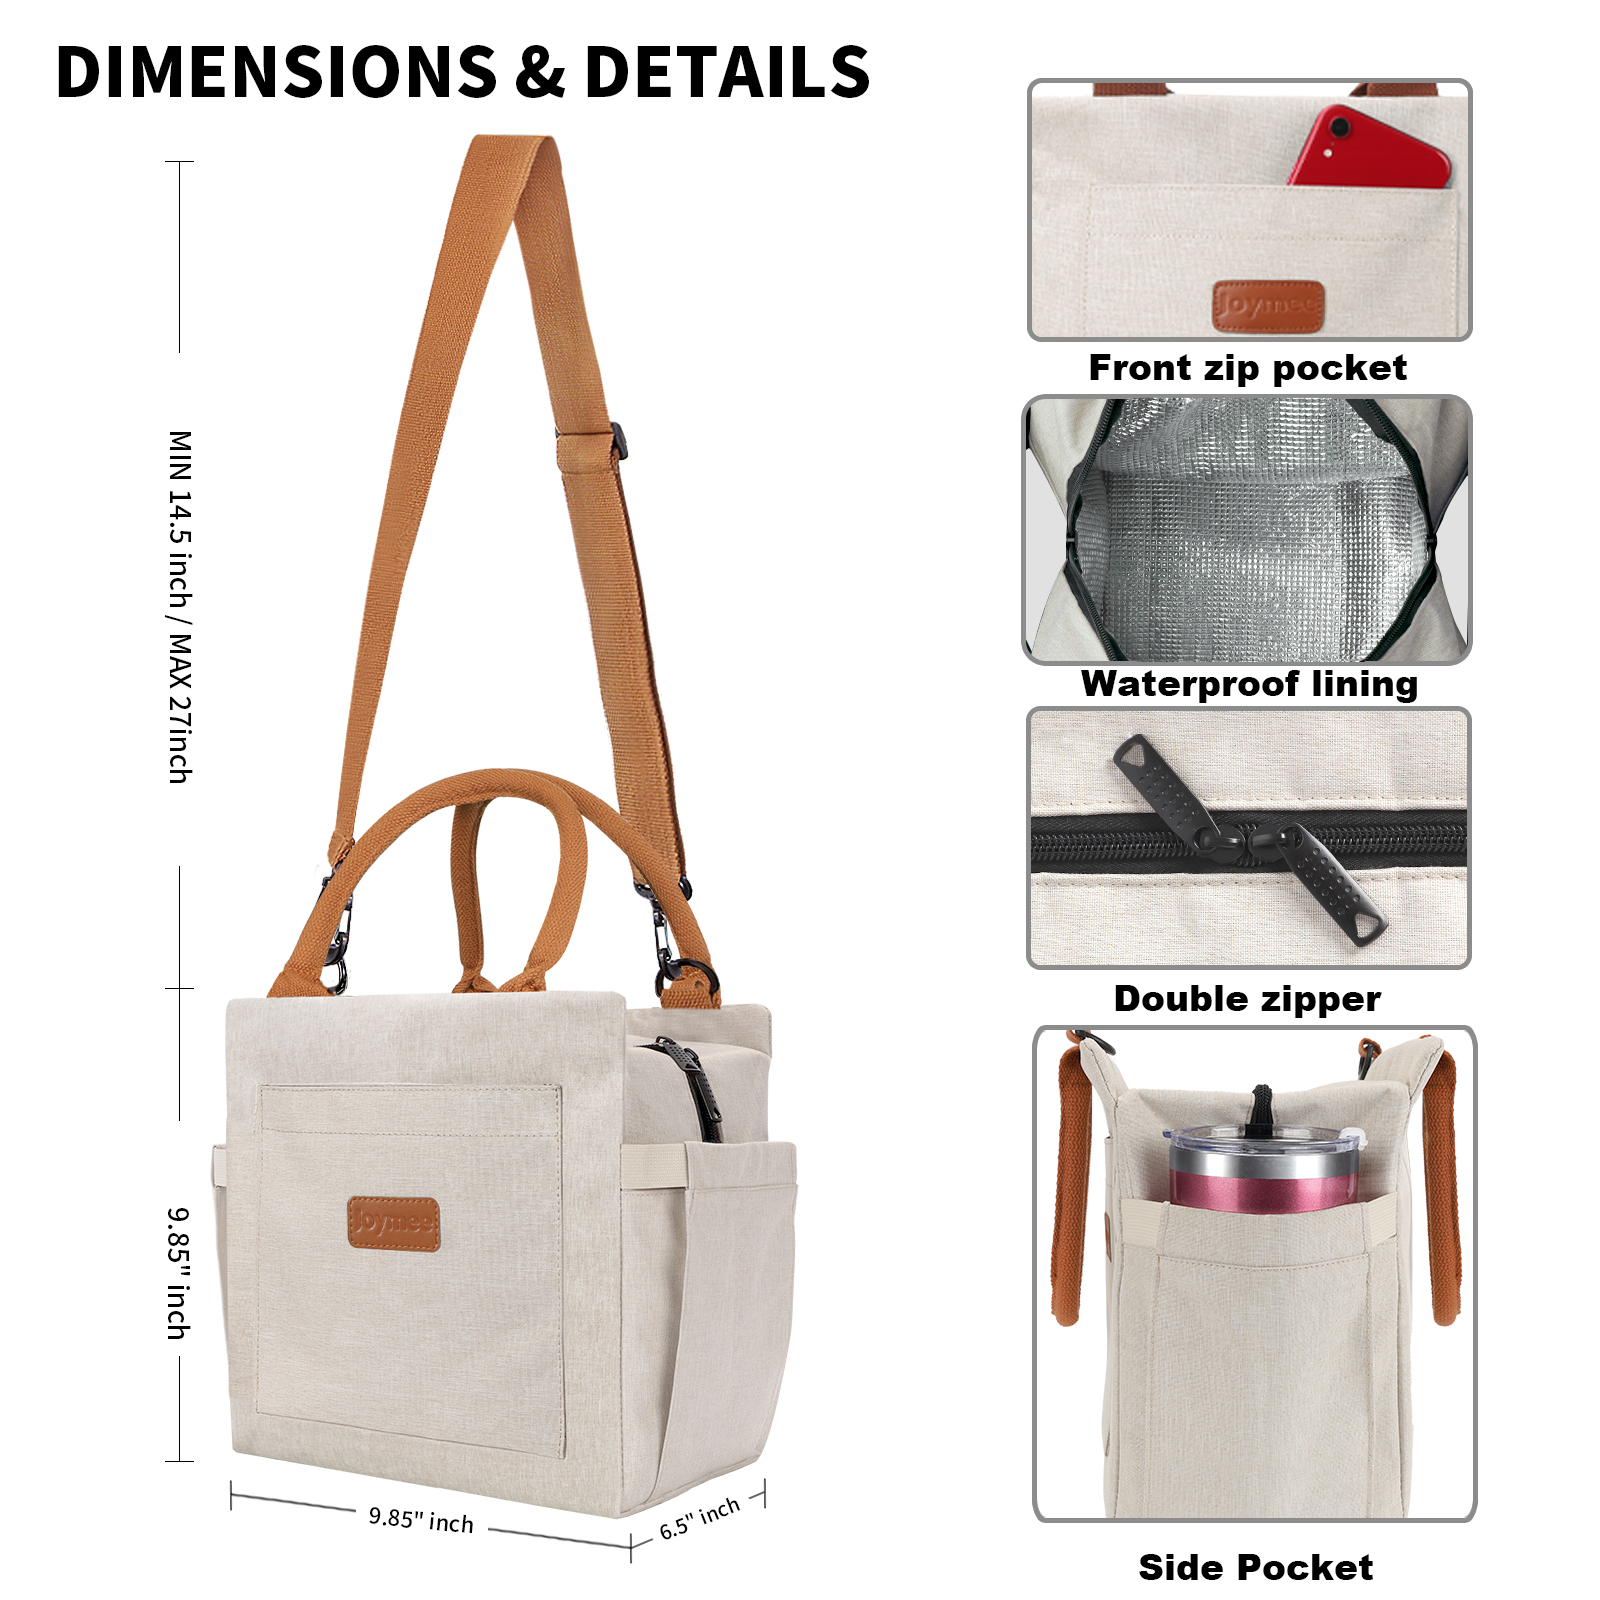 DIMENSIONS & DETAILS
MIN 14.5 inch / MAX 27inch
9.85" inch
9.85" inch
6.5" inch
Joymee
Joymee
Front zip pocket
Waterproof lining
Double zipper
Side Pocket